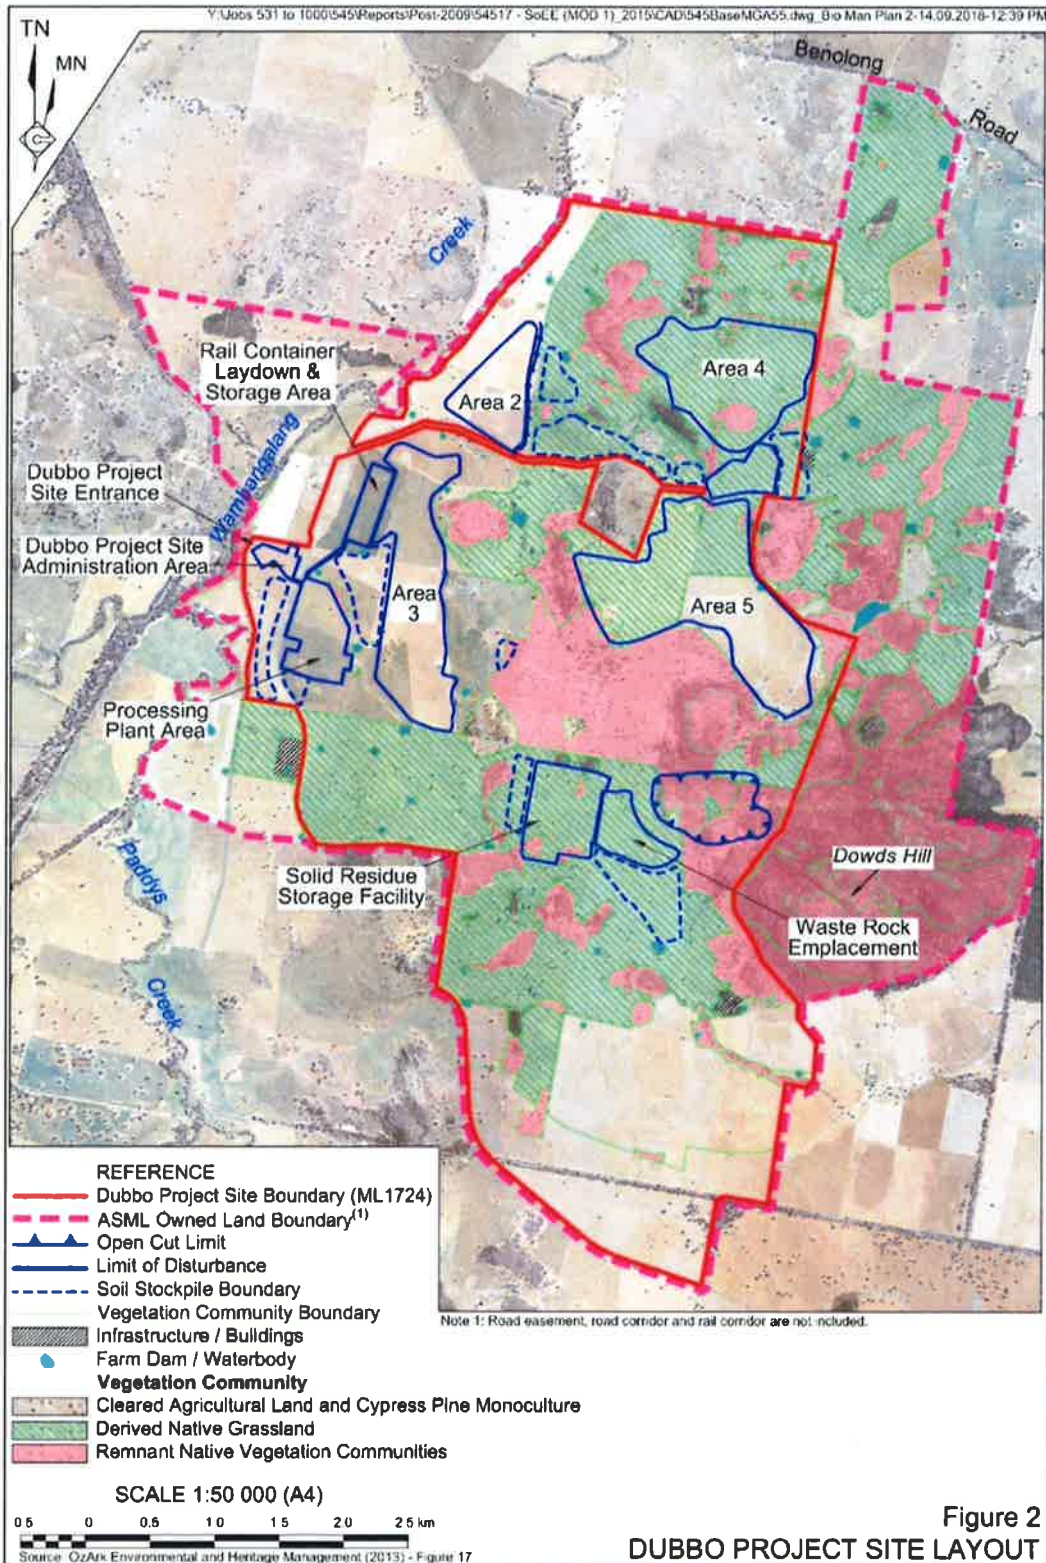 Y:\Jobs 531 to 1000\545\Reports\Post-2009\54517 - SoEE (MOD 1)_2015\CAD\545BaseMGA55.dwg_Bio Man Plan 2-14.09.2018-12:39 PM
TN
MN
Benolong
Road
Creek
Rail Container
Laydown &
Storage Area
Area 4
Area 2
Wambangalang
Dubbo Project
Site Entrance
Dubbo Project Site
Administration Area
Area
3
Area 5
Processing
Plant Area
Paddys
Creek
Solid Residue
Storage Facility
Dowds Hill
Waste Rock
Emplacement
REFERENCE
Dubbo Project Site Boundary (ML1724)
ASML Owned Land Boundary(1)
Open Cut Limit
Limit of Disturbance
Soil Stockpile Boundary
Vegetation Community Boundary
Infrastructure / Buildings
Farm Dam / Waterbody
Vegetation Community
Cleared Agricultural Land and Cypress Pine Monoculture
Derived Native Grassland
Remnant Native Vegetation Communities
Note 1: Road easement, road corridor and rail corridor are not included.
SCALE 1:50 000 (A4)
0.5 0 0.5 1.0 1.5 2.0 2.5 km
Source: OzArk Environmental and Heritage Management (2013) - Figure 17
Figure 2
DUBBO PROJECT SITE LAYOUT